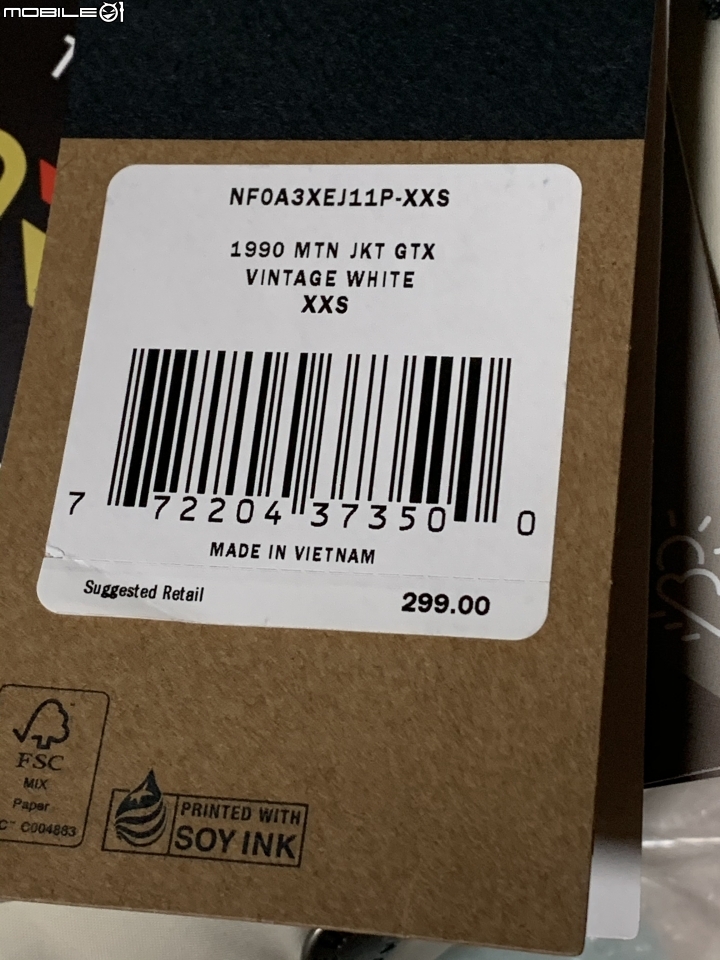 MOBILE01
NF0A3XEJ11P-XXS
1990 MTN JKT GTX
VINTAGE WHITE
XXS
7 72204 37350 0
MADE IN VIETNAM
Suggested Retail 299.00
FSC
MIX
Paper
C™ C004883
PRINTED WITH
SOY INK